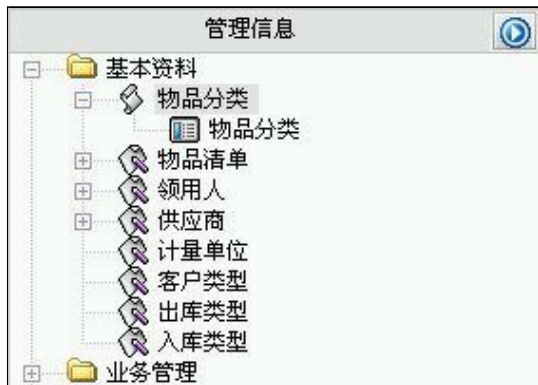 管理信息
基本资料
物品分类
物品分类
物品清单
领用人
供应商
计量单位
客户类型
出库类型
入库类型
业务管理